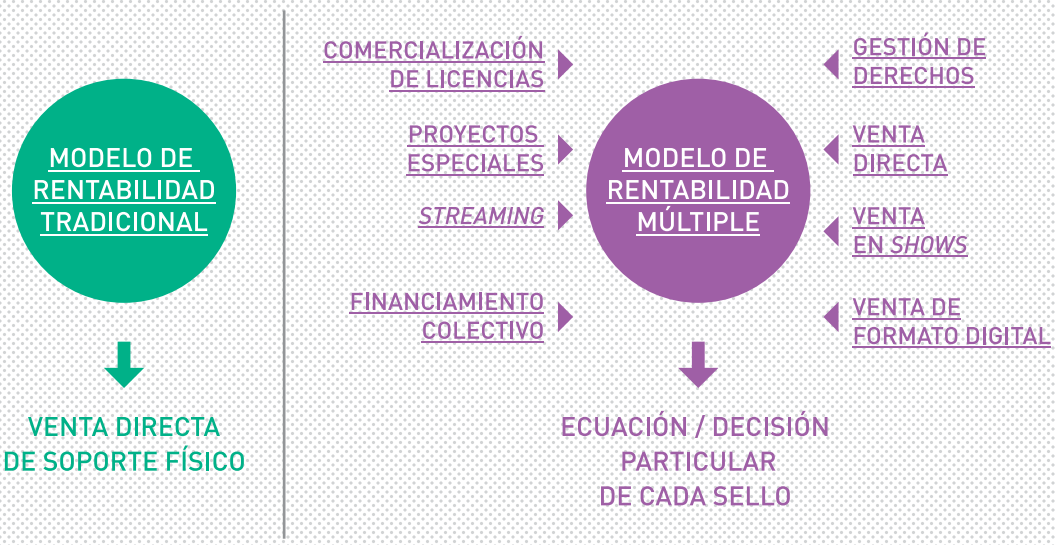 MODELO DE
RENTABILIDAD
TRADICIONAL
VENTA DIRECTA
DE SOPORTE FÍSICO
COMERCIALIZACIÓN
DE LICENCIAS
PROYECTOS
ESPECIALES
STREAMING
FINANCIAMIENTO
COLECTIVO
MODELO DE
RENTABILIDAD
MÚLTIPLE
GESTIÓN DE
DERECHOS
VENTA
DIRECTA
VENTA
EN SHOWS
VENTA DE
FORMATO DIGITAL
ECUACIÓN / DECISIÓN
PARTICULAR
DE CADA SELLO